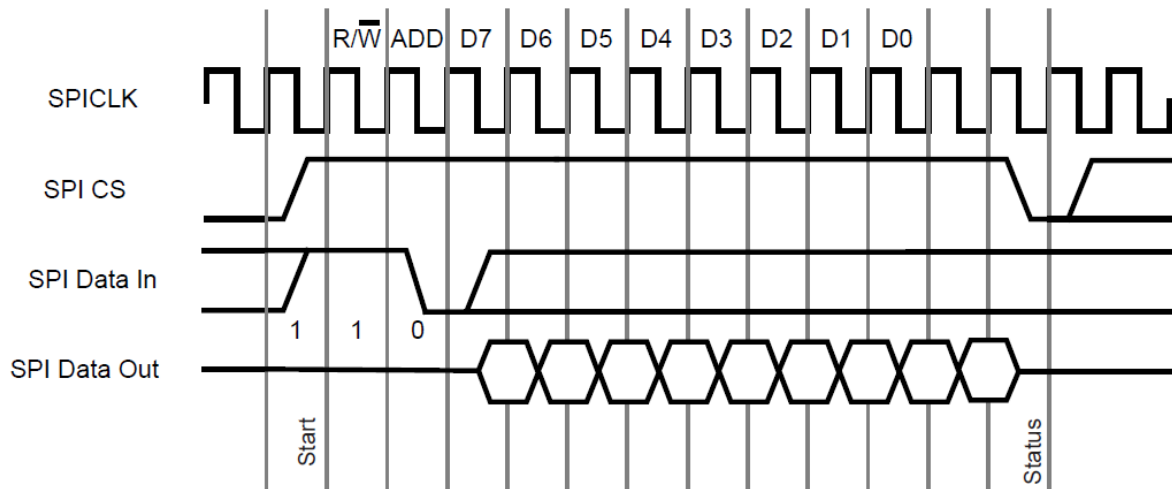 R/W̅ ADD D7 D6 D5 D4 D3 D2 D1 D0
SPICLK
SPI CS
SPI Data In
1 1 0
SPI Data Out
Start
Status